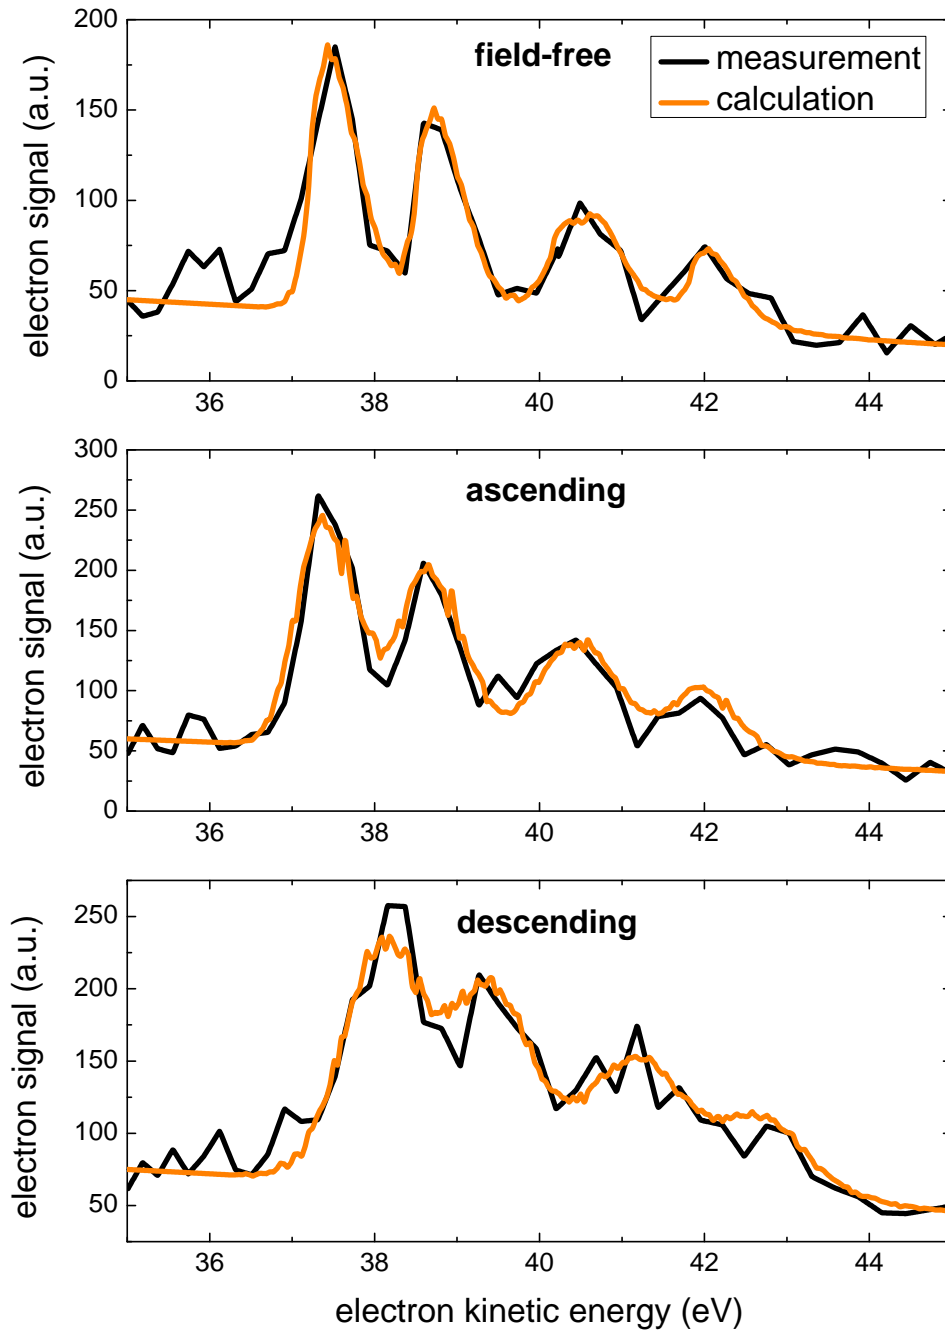 field-free
measurement
calculation
electron signal (a.u.)
200
150
100
50
0
36 38 40 42 44
ascending
electron signal (a.u.)
300
250
200
150
100
50
0
36 38 40 42 44
descending
electron signal (a.u.)
250
200
150
100
50
36 38 40 42 44
electron kinetic energy (eV)